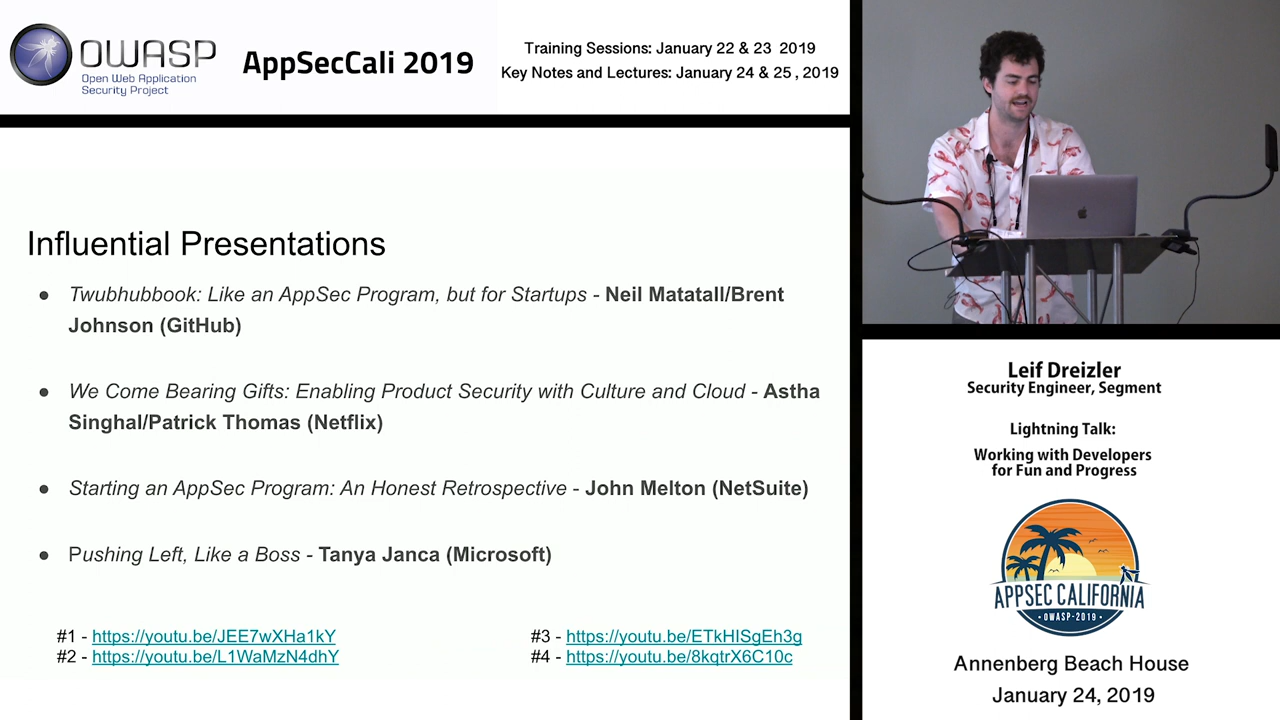 OWASP
Open Web Application
Security Project
AppSecCali 2019
Training Sessions: January 22 & 23 2019
Key Notes and Lectures: January 24 & 25 , 2019
Influential Presentations
● Twubhubbook: Like an AppSec Program, but for Startups - Neil Matatall/Brent
Johnson (GitHub)
● We Come Bearing Gifts: Enabling Product Security with Culture and Cloud - Astha
Singhal/Patrick Thomas (Netflix)
● Starting an AppSec Program: An Honest Retrospective - John Melton (NetSuite)
● Pushing Left, Like a Boss - Tanya Janca (Microsoft)
#1 - https://youtu.be/JEE7wXHa1kY
#2 - https://youtu.be/L1WaMzN4dhY
#3 - https://youtu.be/ETkHISgEh3g
#4 - https://youtu.be/8kqtrX6C10c
Leif Dreizler
Security Engineer, Segment
Lightning Talk:
Working with Developers
for Fun and Progress
APPSEC CALIFORNIA
• OWASP-2019 •
Annenberg Beach House
January 24, 2019